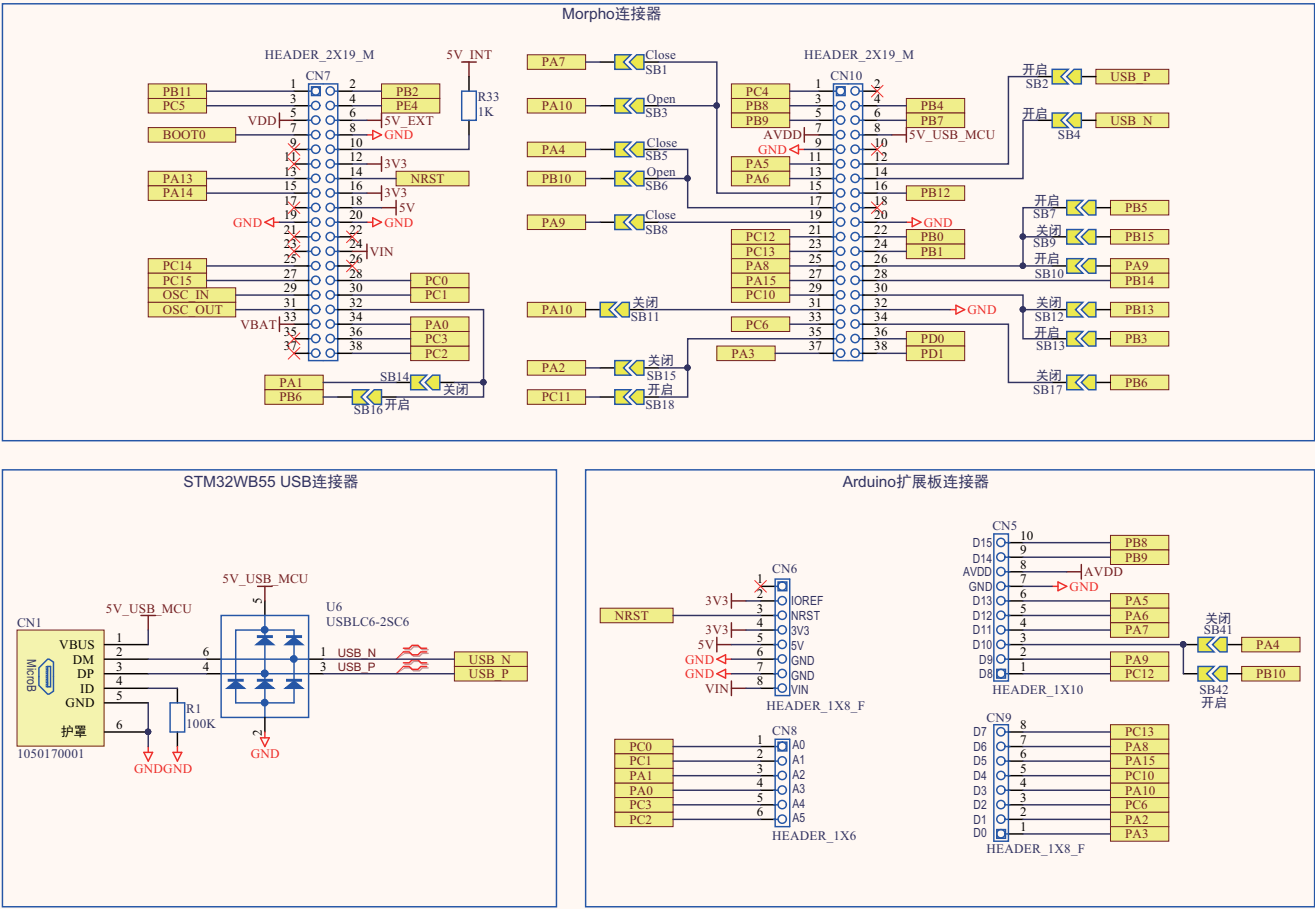 Morpho连接器
HEADER_2X19_M
CN7
5V_INT
R33
1K
PB11 1 2 PB2
PC5 3 4 PE4
VDD 5 6 5V_EXT
BOOT0 7 8 GND
9 10
11 12 3V3
PA13 13 14 NRST
PA14 15 16 3V3
17 18 5V
GND 19 20 GND
21 22
23 24 VIN
25 26
PC14
PC15 27 28 PC0
OSC_IN 29 30 PC1
OSC_OUT 31 32
VBAT 33 34 PA0
35 36 PC3
37 38 PC2
PA1 SB14 关闭
PB6 SB16 开启
PA7 Close SB1
PA10 Open SB3
PA4 Close SB5
PB10 Open SB6
PA9 Close SB8
PA10 关闭 SB11
PA2 关闭 SB15
PC11 开启 SB18
HEADER_2X19_M
CN10
PC4 1 2
PB8 3 4 PB4
PB9 5 6 PB7
AVDD 7 8 5V_USB_MCU
GND 9 10
PA5 11 12
PA6 13 14
15 16 PB12
17 18
19 20 GND
PC12 21 22 PB0
PC13 23 24 PB1
PA8 25 26
PA15 27 28 PB14
PC10 29 30
31 32 GND
PC6 33 34
35 36 PD0
PA3 37 38 PD1
开启 SB2 USB_P
开启 SB4 USB_N
开启 SB7 PB5
关闭 SB9 PB15
开启 SB10 PA9
关闭 SB12 PB13
开启 SB13 PB3
关闭 SB17 PB6
STM32WB55 USB连接器
5V_USB_MCU
5V_USB_MCU
CN1
U6
USBLC6-2SC6
MicroB
VBUS 1
DM 2
DP 3
ID 4
GND 5
护罩 6
1050170001
5
6 1 USB_N USB_N
4 3 USB_P USB_P
2
R1
100K
GND
GND
GND
Arduino扩展板连接器
CN6
1
3V3 2 IOREF
NRST 3 NRST
3V3 4 3V3
5V 5 5V
GND 6 GND
GND 7 GND
VIN 8 VIN
HEADER_1X8_F
CN8
PC0 1 A0
PC1 2 A1
PA1 3 A2
PA0 4 A3
PC3 5 A4
PC2 6 A5
HEADER_1X6
CN5
D15 10 PB8
D14 9 PB9
AVDD 8 AVDD
GND 7 GND
D13 6 PA5
D12 5 PA6
D11 4 PA7
D10 3
D9 2 PA9
D8 1 PC12
HEADER_1X10
关闭
SB41 PA4
SB42 PB10
开启
CN9
D7 8 PC13
D6 7 PA8
D5 6 PA15
D4 5 PC10
D3 4 PA10
D2 3 PC6
D1 2 PA2
D0 1 PA3
HEADER_1X8_F